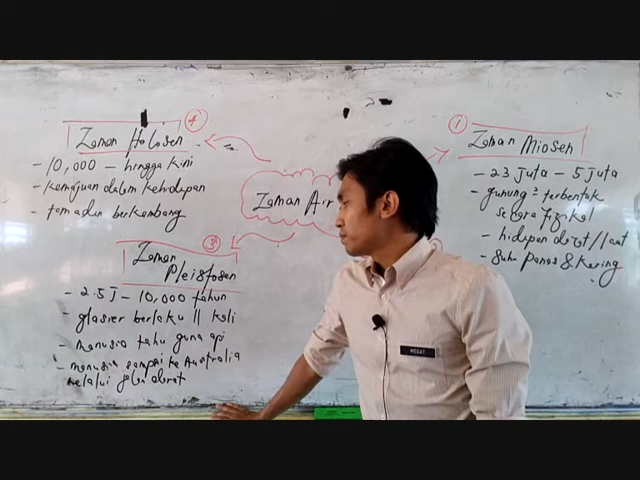 4
Zaman Holosen
- 10,000 - hingga kini
- kemajuan dalam kehidupan
- tamadun berkembang
Zaman Air
1
Zaman Miosen
- 23 juta - 5 juta
- gunung² terbentuk
secara fizikal
- hidupan darat/laut
- Suhu Panas & Kering
3
Zaman
Pleistosen
- 2.5 J - 10,000 tahun
- glasier berlaku 11 kali
- manusia tahu guna api
- manusia sampai ke Australia
melalui jalan darat